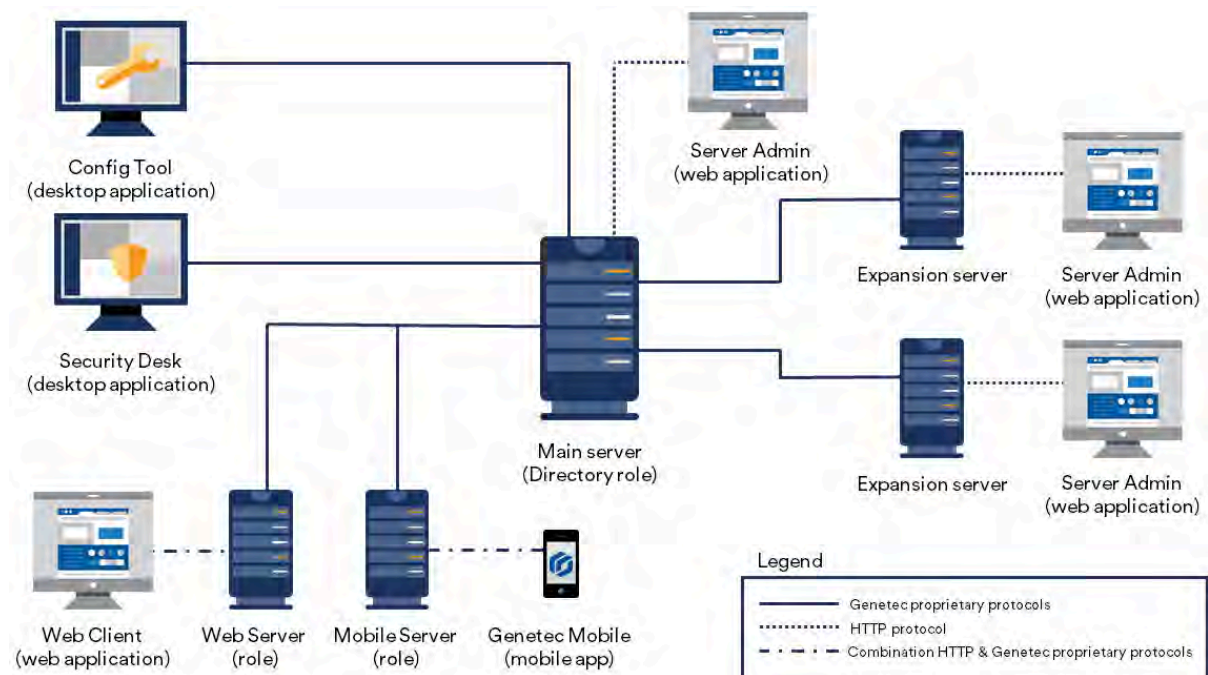 Config Tool
(desktop application)
Server Admin
(web application)
Security Desk
(desktop application)
Expansion server
Server Admin
(web application)
Main server
(Directory role)
Expansion server
Server Admin
(web application)
Web Client
(web application)
Web Server
(role)
Mobile Server
(role)
Genetec Mobile
(mobile app)
Legend
Genetec proprietary protocols
HTTP protocol
Combination HTTP & Genetec proprietary protocols